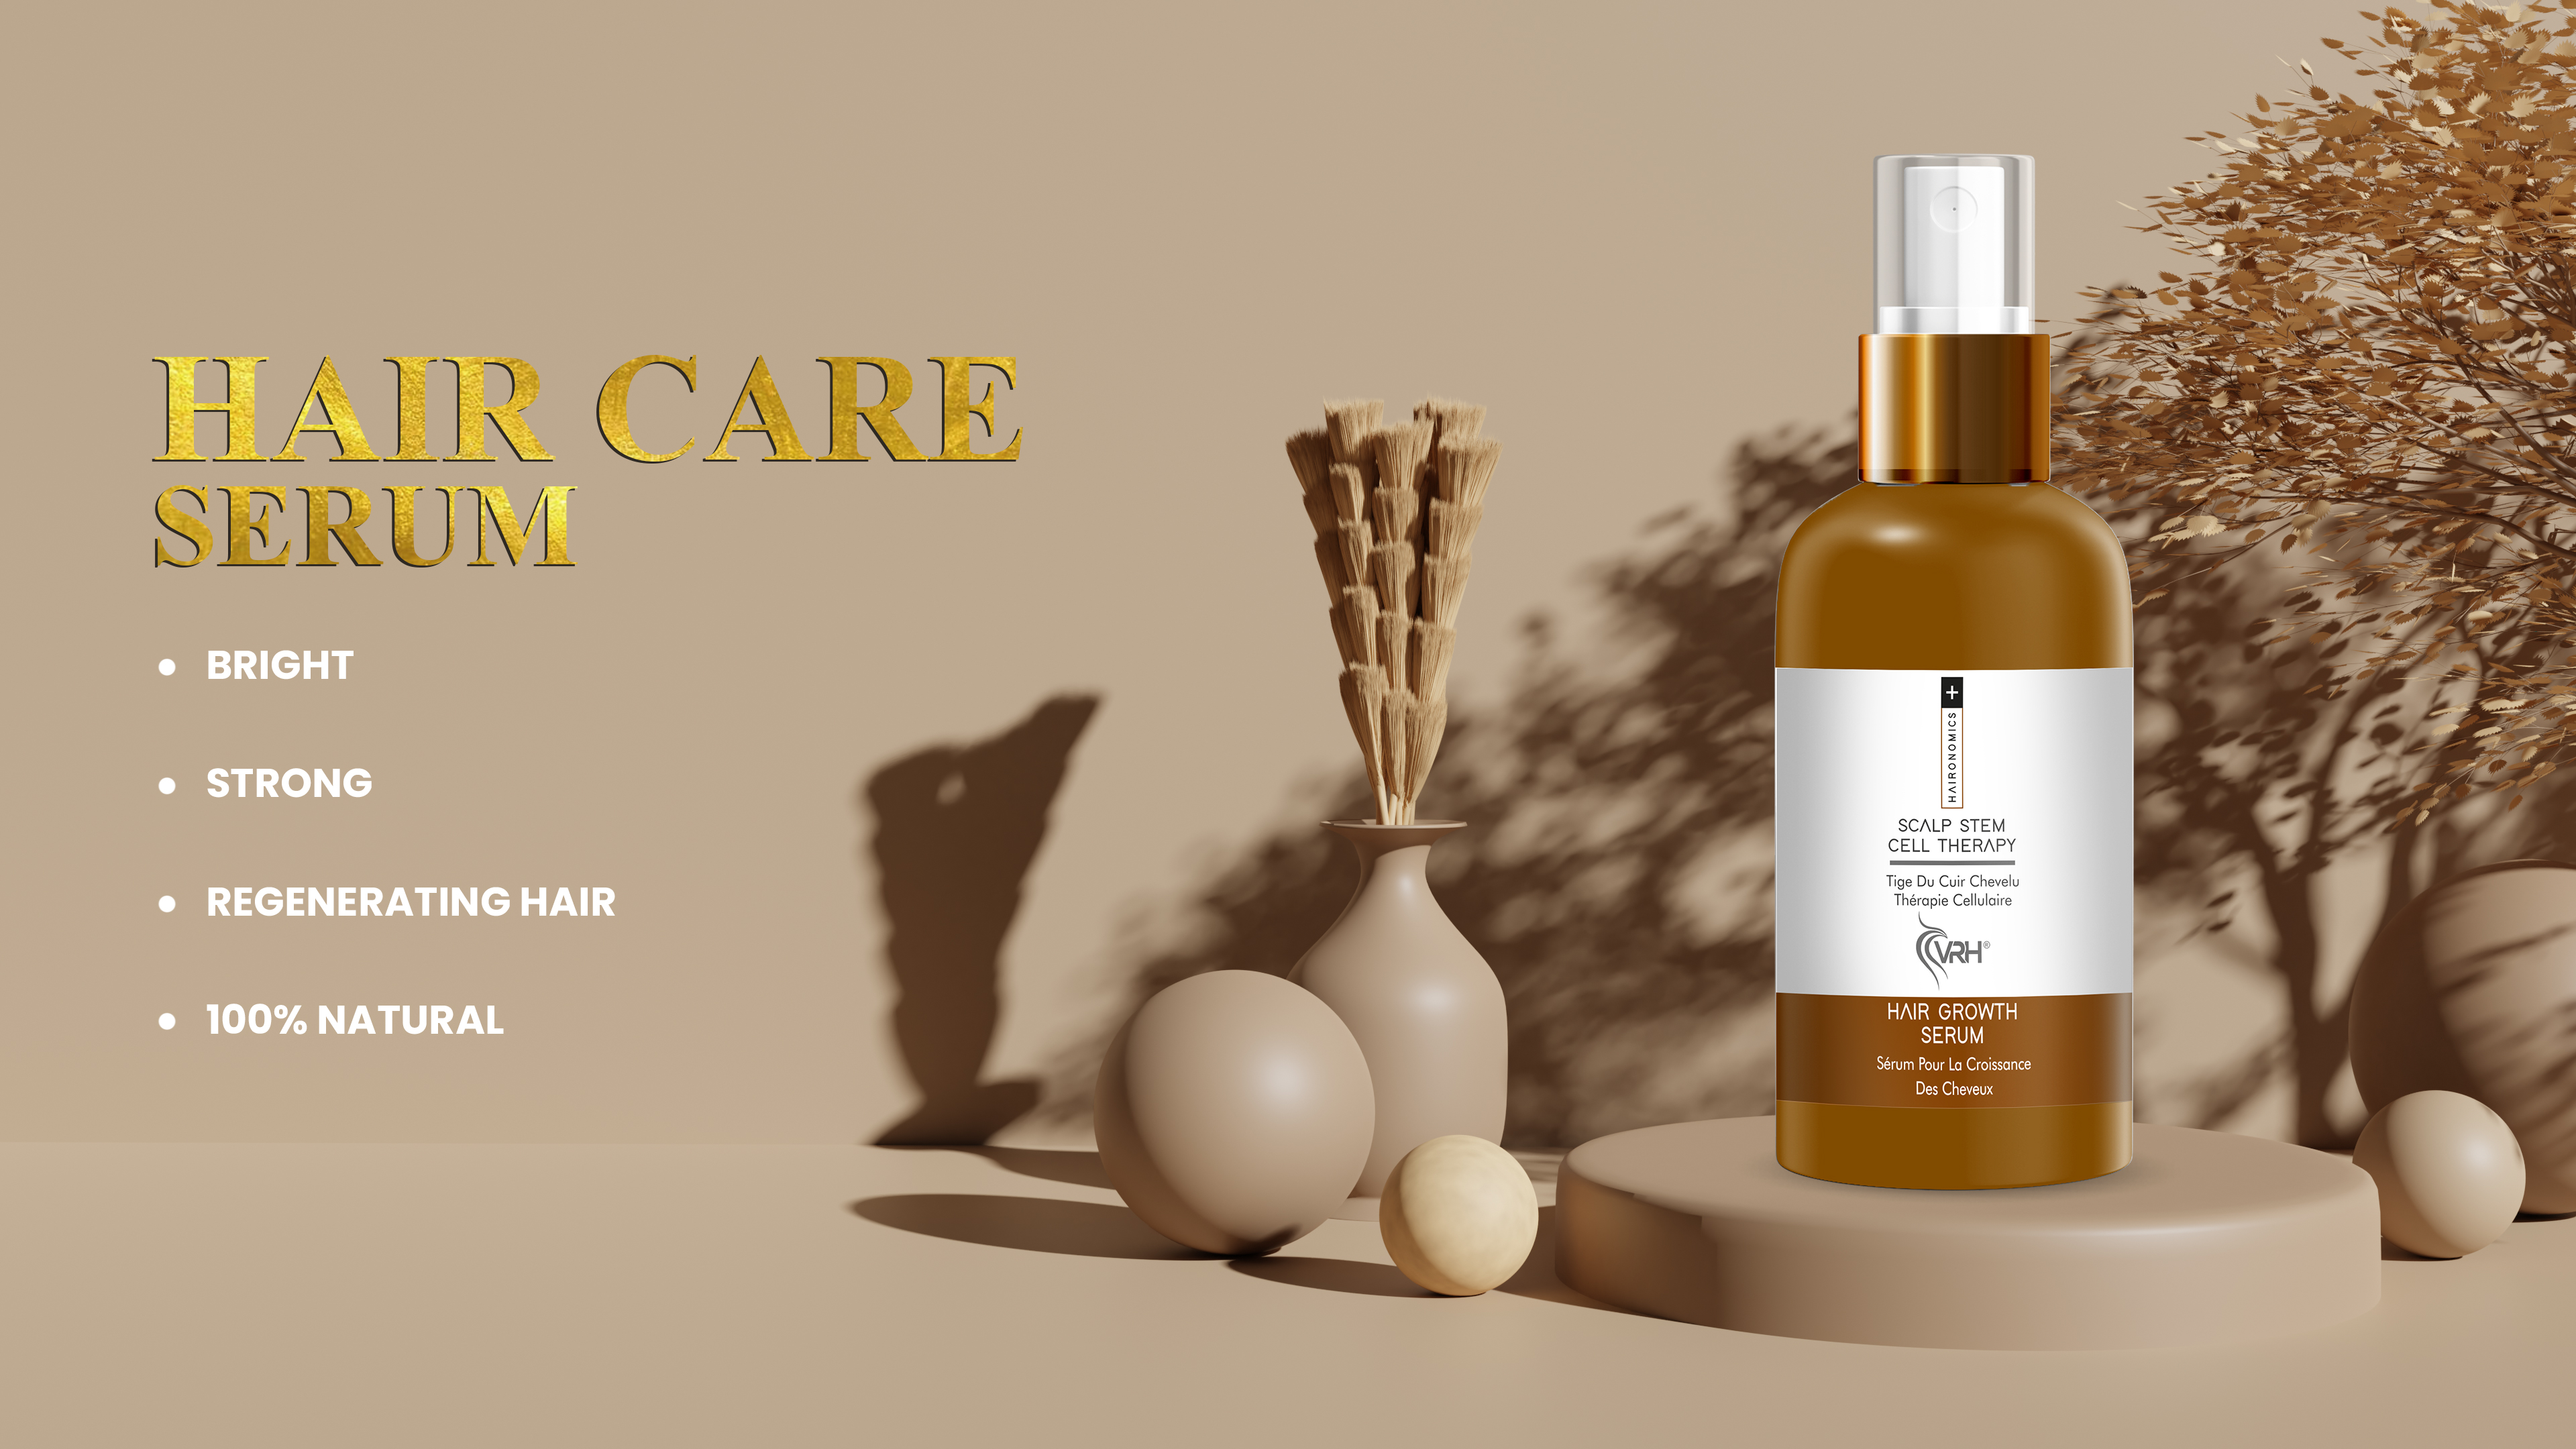 HAIR CARE
SERUM
BRIGHT
STRONG
REGENERATING HAIR
100% NATURAL
+
HAIRONOMICS
SCALP STEM
CELL THERAPY
Tige Du Cuir Chevelu
Thérapie Cellulaire
VRH®
HAIR GROWTH
SERUM
Sérum Pour La Croissance
Des Cheveux